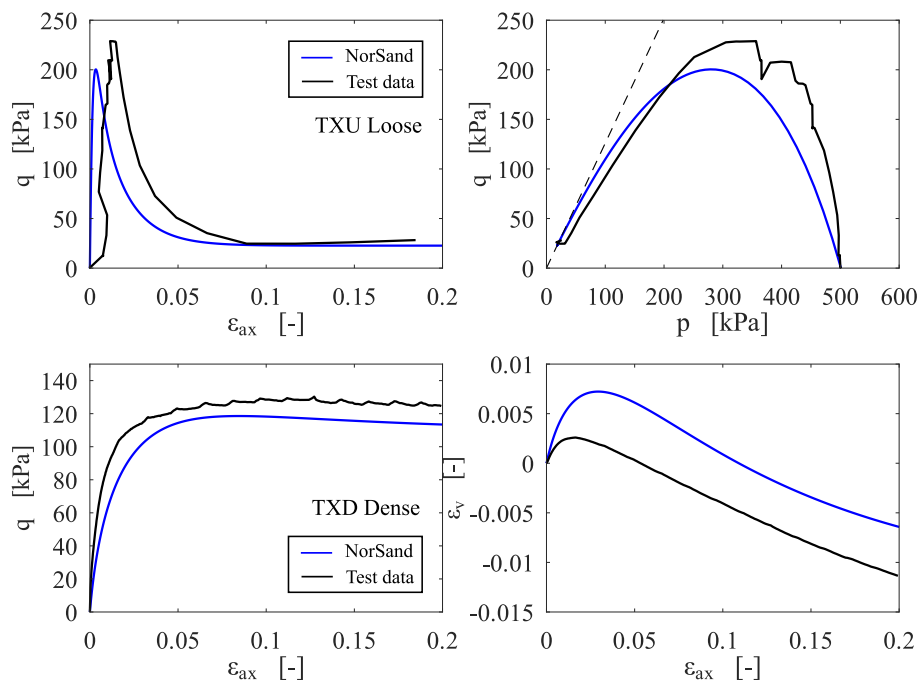 250
200
150
100
50
0
q [kPa]
NorSand
Test data
TXU Loose
0 0.05 0.1 0.15 0.2
εax [-]
250
200
150
100
50
0
q [kPa]
0 100 200 300 400 500 600
p [kPa]
140
120
100
80
60
40
20
0
q [kPa]
TXD Dense
NorSand
Test data
0 0.05 0.1 0.15 0.2
εax [-]
0.01
0.005
0
-0.005
-0.01
-0.015
εv [-]
0 0.05 0.1 0.15 0.2
εax [-]